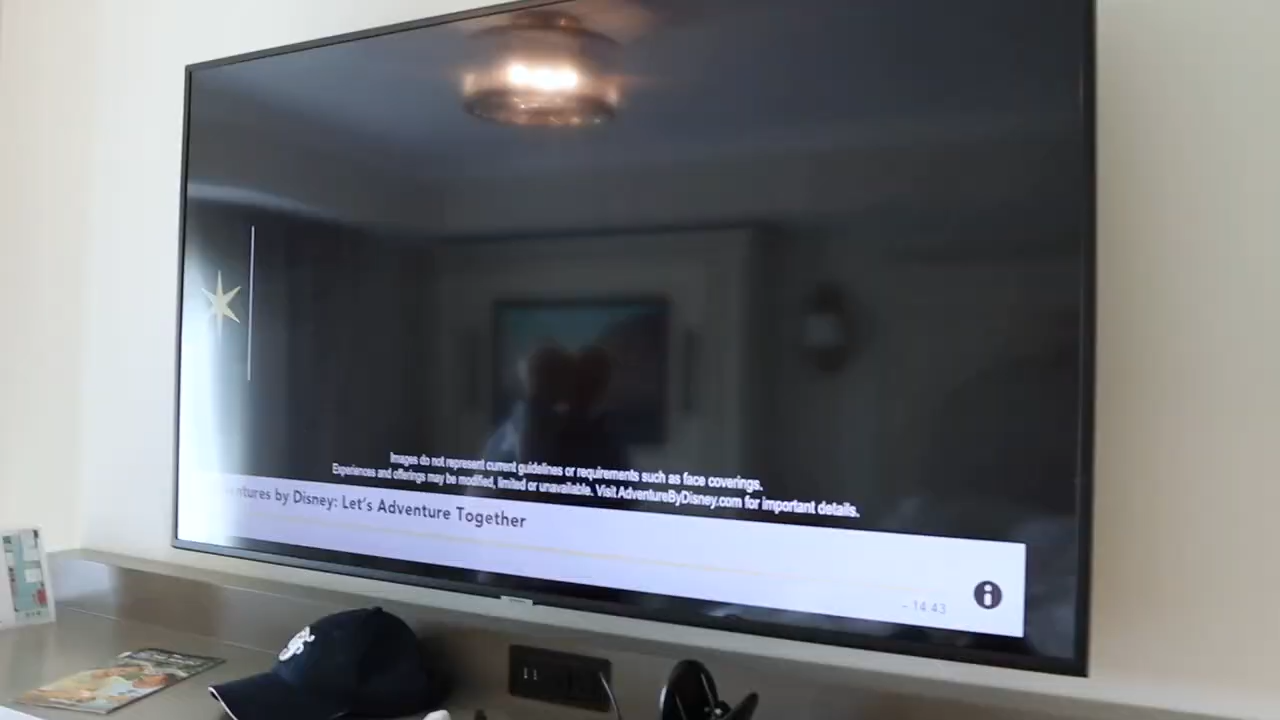 Images do not represent current guidelines or requirements such as face coverings.
Experiences and offerings may be modified, limited or unavailable. Visit AdventureByDisney.com for important details.
entures by Disney: Let's Adventure Together
- 14:43